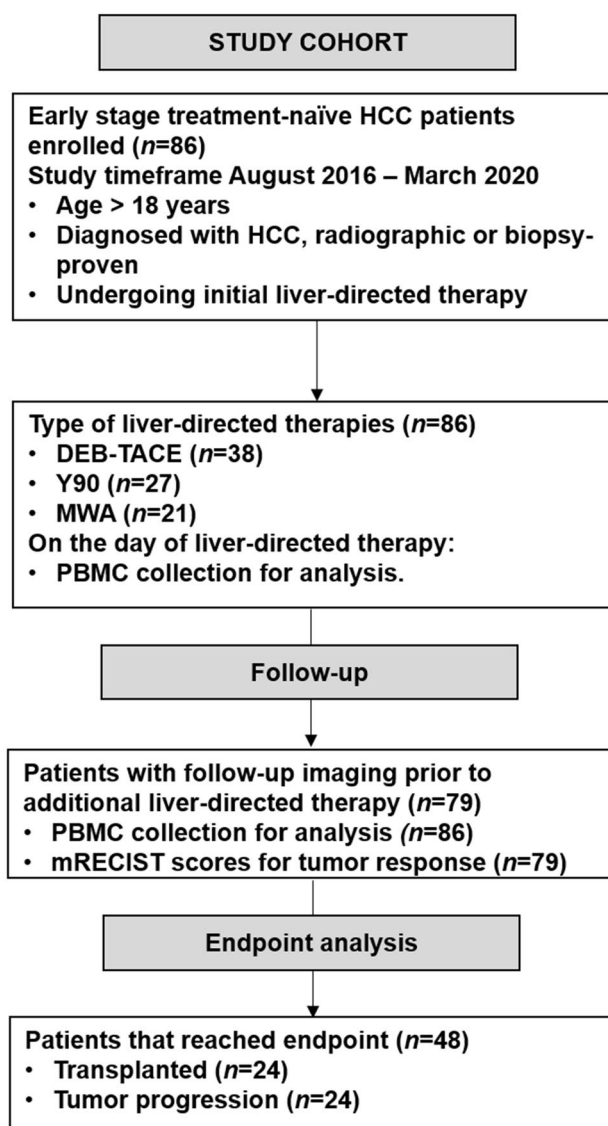 STUDY COHORT
Early stage treatment-naïve HCC patients
enrolled (n=86)
Study timeframe August 2016 – March 2020
• Age > 18 years
• Diagnosed with HCC, radiographic or biopsy-
proven
• Undergoing initial liver-directed therapy
Type of liver-directed therapies (n=86)
• DEB-TACE (n=38)
• Y90 (n=27)
• MWA (n=21)
On the day of liver-directed therapy:
• PBMC collection for analysis.
Follow-up
Patients with follow-up imaging prior to
additional liver-directed therapy (n=79)
• PBMC collection for analysis (n=86)
• mRECIST scores for tumor response (n=79)
Endpoint analysis
Patients that reached endpoint (n=48)
• Transplanted (n=24)
• Tumor progression (n=24)